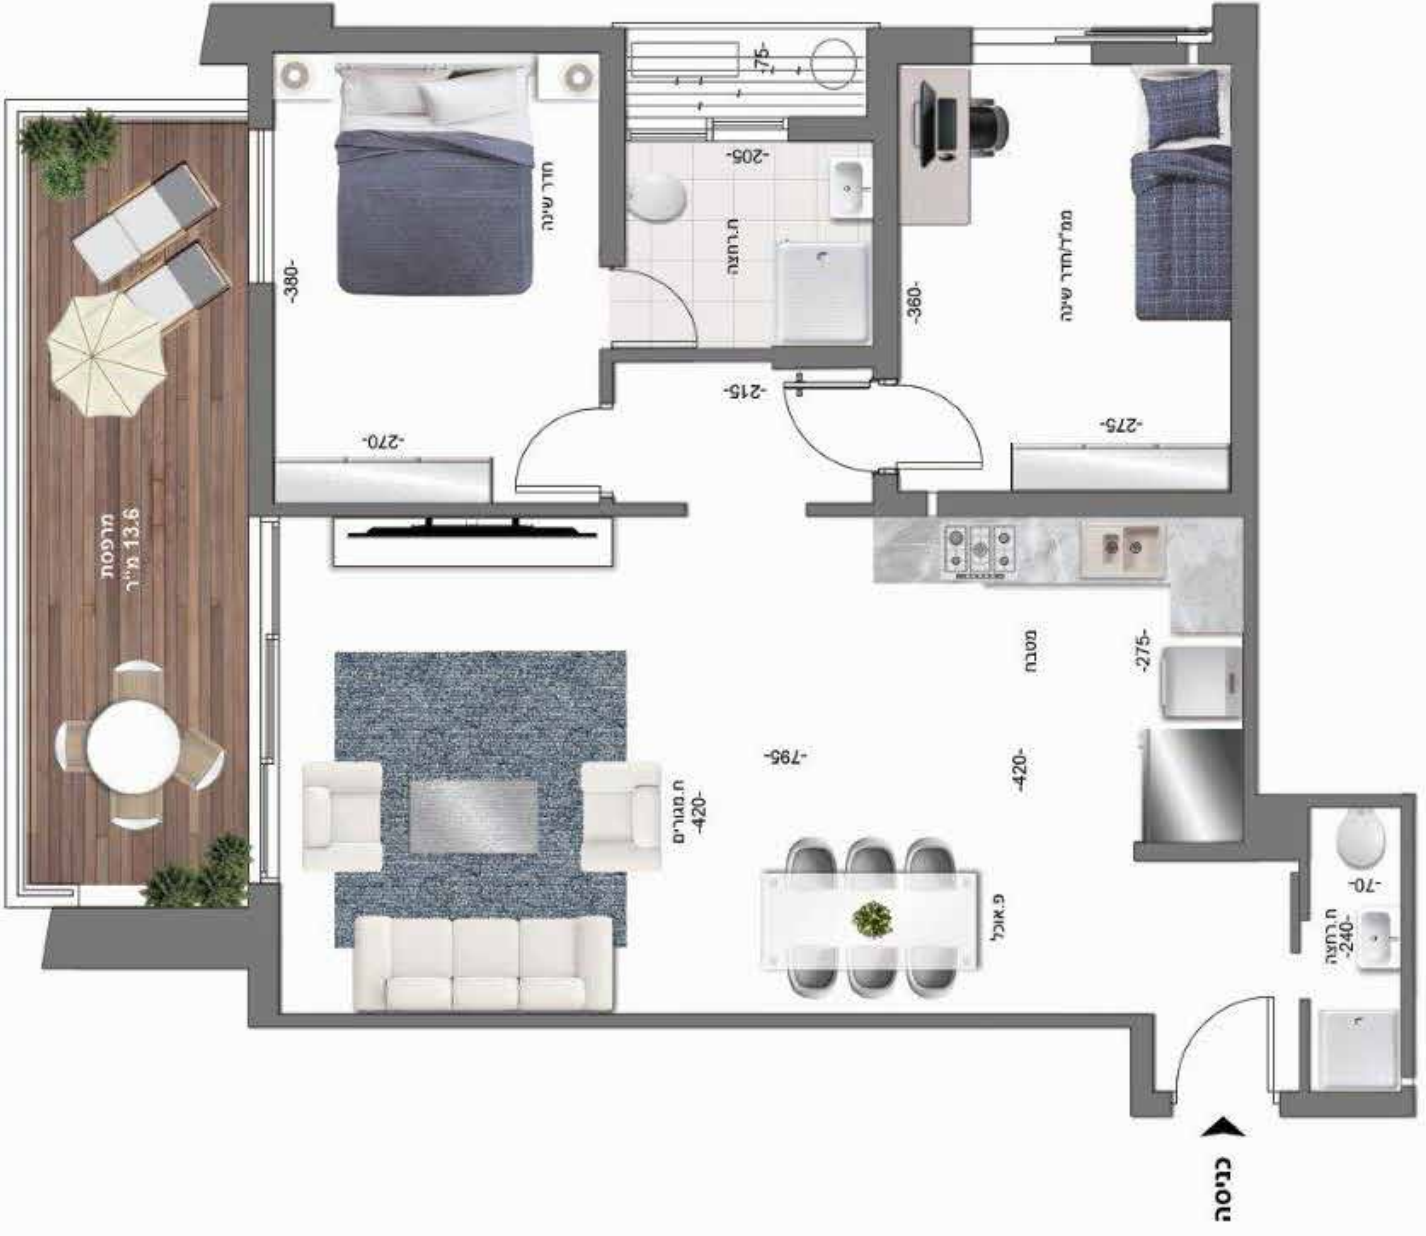 -75-
-205-
ח.רחצה
חדר שינה
-380-
-270-
-215-
ממ"ד/חדר שינה
-360-
-275-
מרפסת
13.6 מ"ר
מטבח
-275-
-795-
-420-
ח.מגורים
-420-
פ.אוכל
-70-
ח.רחצה
-240-
כניסה